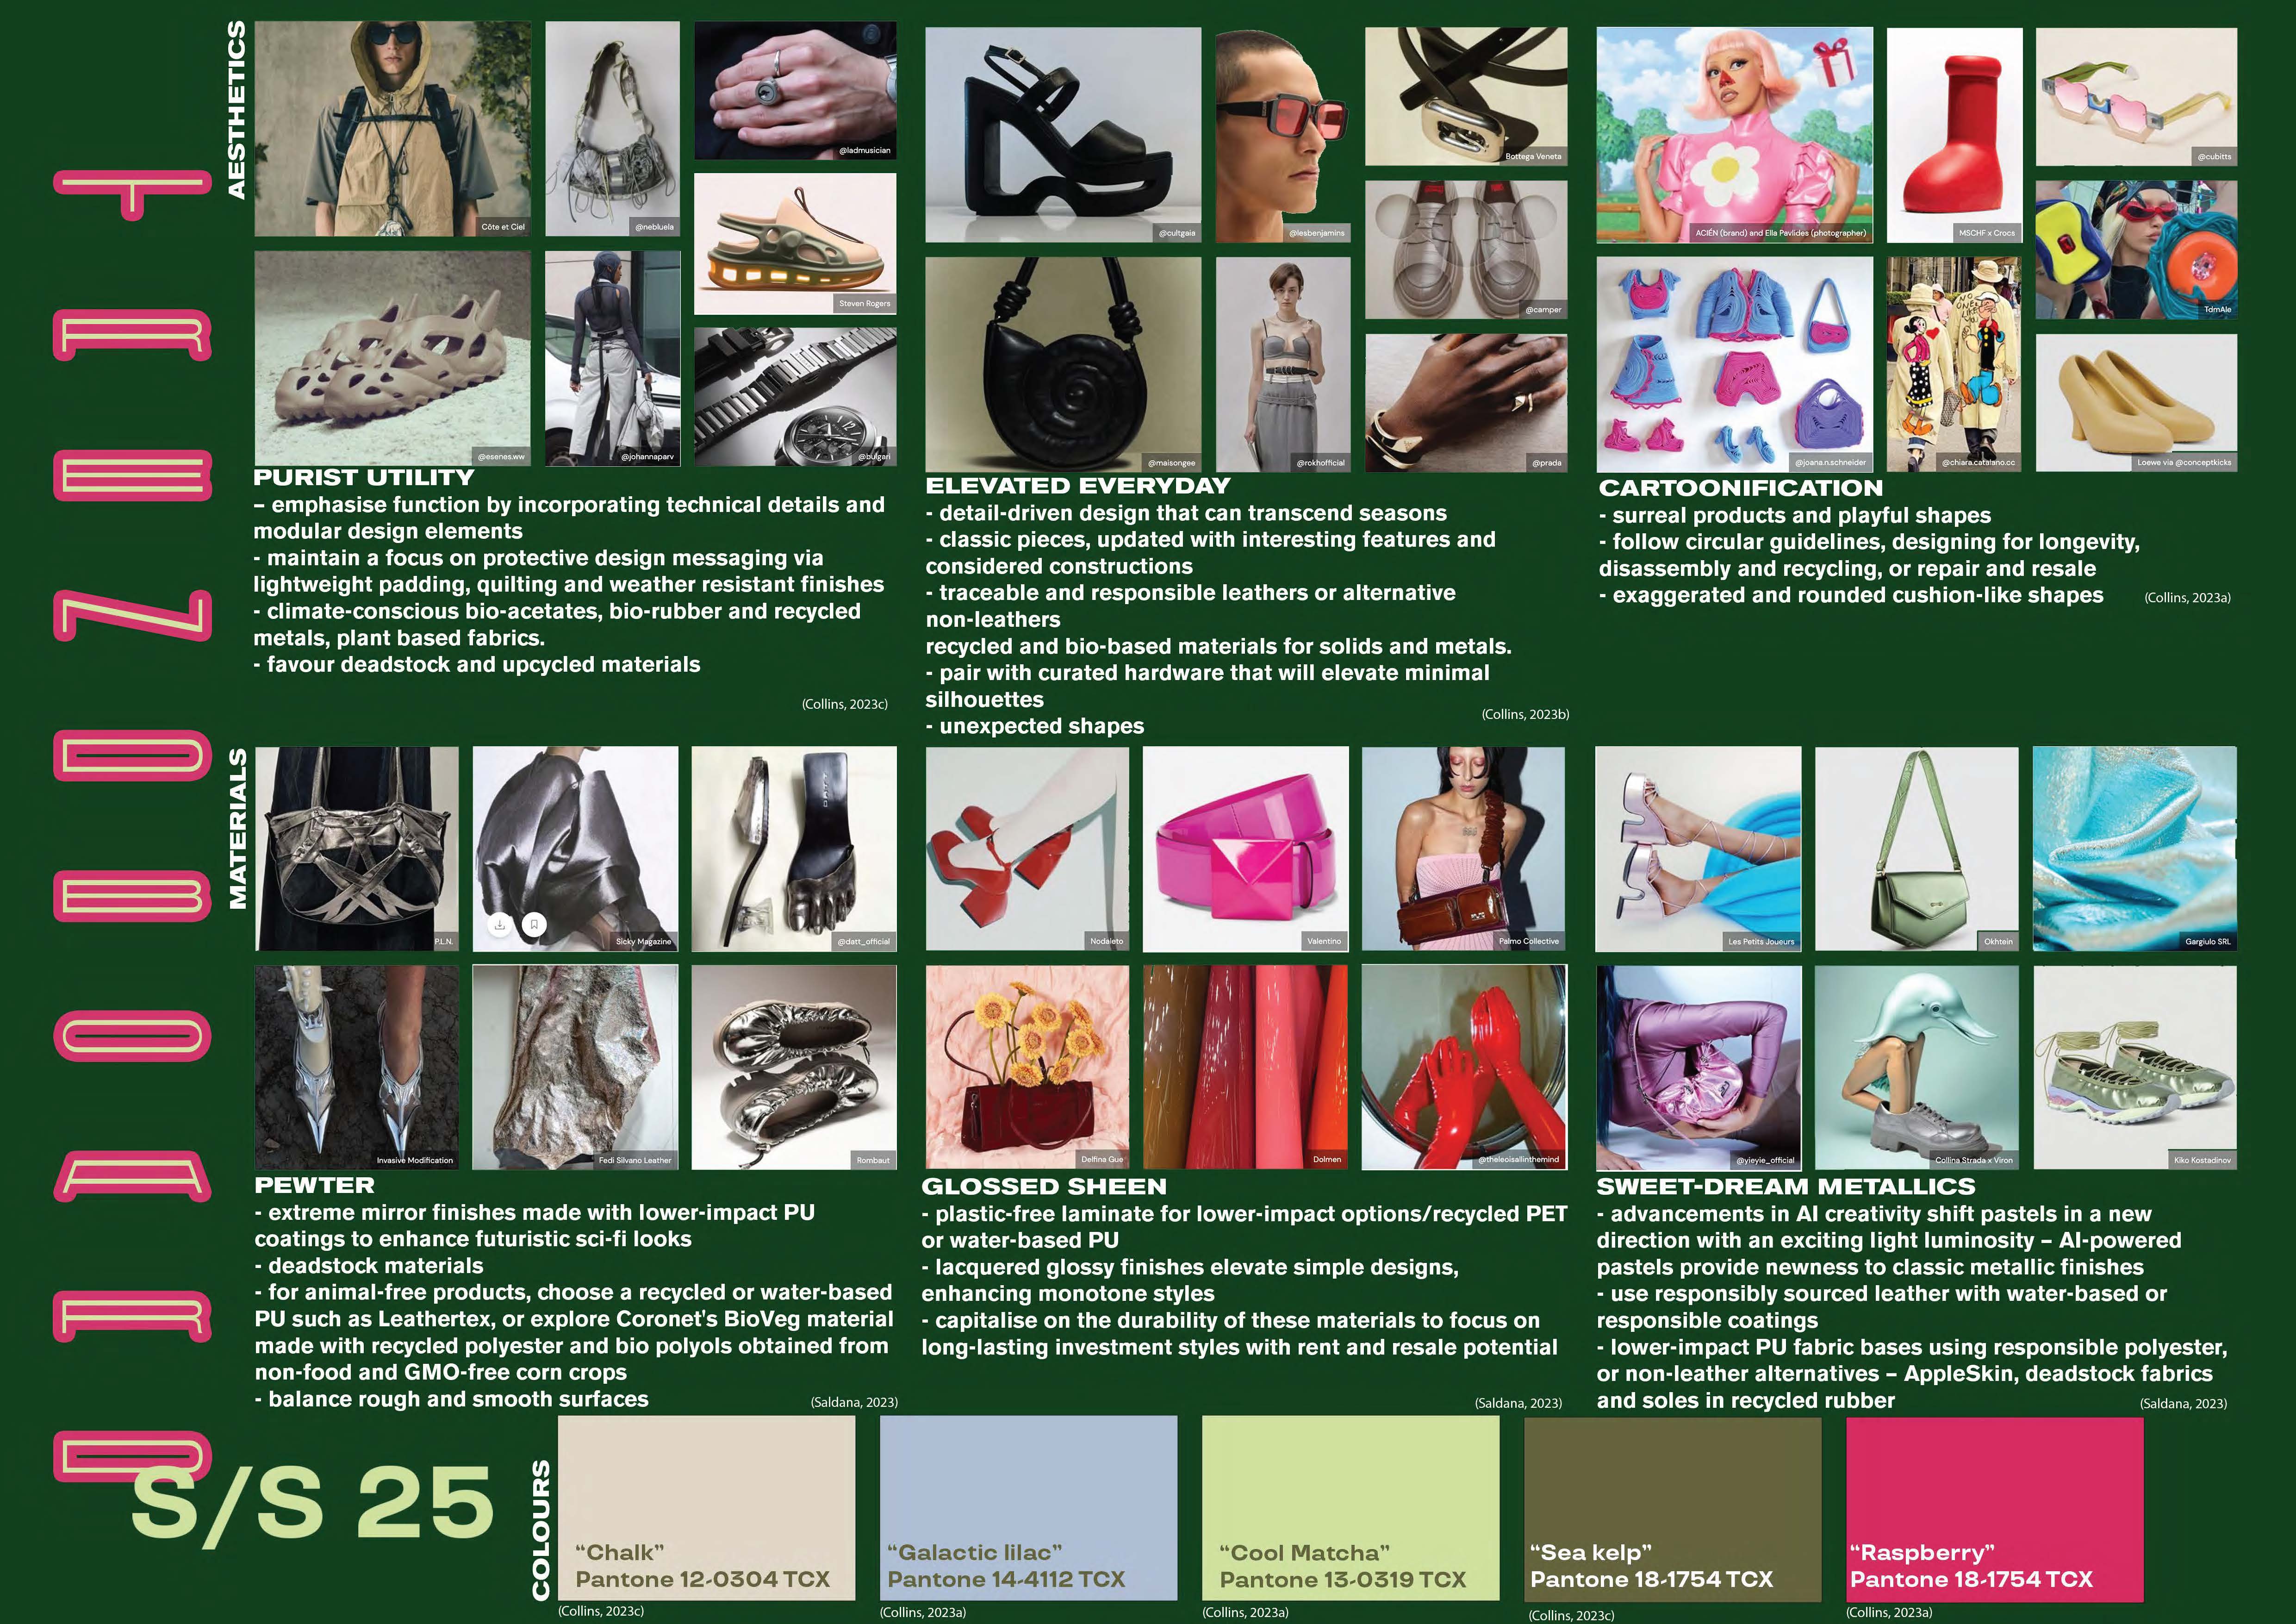 TREND BOARD
S/S 25
AESTHETICS
Côte et Ciel
@nebluela
@ladmusician
Steven Rogers
@esenes.ww
@johannaparv
@bulgari
PURIST UTILITY
– emphasise function by incorporating technical details and
modular design elements
- maintain a focus on protective design messaging via
lightweight padding, quilting and weather resistant finishes
- climate-conscious bio-acetates, bio-rubber and recycled
metals, plant based fabrics.
- favour deadstock and upcycled materials
(Collins, 2023c)
@cultgaia
@lesbenjamins
Bottega Veneta
@camper
@maisongee
@rokhofficial
@prada
ELEVATED EVERYDAY
- detail-driven design that can transcend seasons
- classic pieces, updated with interesting features and
considered constructions
- traceable and responsible leathers or alternative
non-leathers
recycled and bio-based materials for solids and metals.
- pair with curated hardware that will elevate minimal
silhouettes
- unexpected shapes
(Collins, 2023b)
ACIÉN (brand) and Ella Pavlides (photographer)
MSCHF x Crocs
@cubitts
TdmAle
@joana.n.schneider
@chiara.catalano.cc
Loewe via @conceptkicks
CARTOONIFICATION
- surreal products and playful shapes
- follow circular guidelines, designing for longevity,
disassembly and recycling, or repair and resale
- exaggerated and rounded cushion-like shapes
(Collins, 2023a)
MATERIALS
P.L.N.
Sicky Magazine
@datt_official
Invasive Modification
Fedi Silvano Leather
Rombaut
PEWTER
- extreme mirror finishes made with lower-impact PU
coatings to enhance futuristic sci-fi looks
- deadstock materials
- for animal-free products, choose a recycled or water-based
PU such as Leathertex, or explore Coronet's BioVeg material
made with recycled polyester and bio polyols obtained from
non-food and GMO-free corn crops
- balance rough and smooth surfaces
(Saldana, 2023)
Nodaleto
Valentino
Palmo Collective
Delfina Gue
Dolmen
@theleoisallinthemind
GLOSSED SHEEN
- plastic-free laminate for lower-impact options/recycled PET
or water-based PU
- lacquered glossy finishes elevate simple designs,
enhancing monotone styles
- capitalise on the durability of these materials to focus on
long-lasting investment styles with rent and resale potential
(Saldana, 2023)
Les Petits Joueurs
Okhtein
Gargiulo SRL
@yieyie_official
Collina Strada x Viron
Kiko Kostadinov
SWEET-DREAM METALLICS
- advancements in AI creativity shift pastels in a new
direction with an exciting light luminosity – AI-powered
pastels provide newness to classic metallic finishes
- use responsibly sourced leather with water-based or
responsible coatings
- lower-impact PU fabric bases using responsible polyester,
or non-leather alternatives – AppleSkin, deadstock fabrics
and soles in recycled rubber
(Saldana, 2023)
COLOURS
“Chalk”
Pantone 12-0304 TCX
(Collins, 2023c)
“Galactic lilac”
Pantone 14-4112 TCX
(Collins, 2023a)
“Cool Matcha”
Pantone 13-0319 TCX
(Collins, 2023a)
“Sea kelp”
Pantone 18-1754 TCX
(Collins, 2023c)
“Raspberry”
Pantone 18-1754 TCX
(Collins, 2023a)